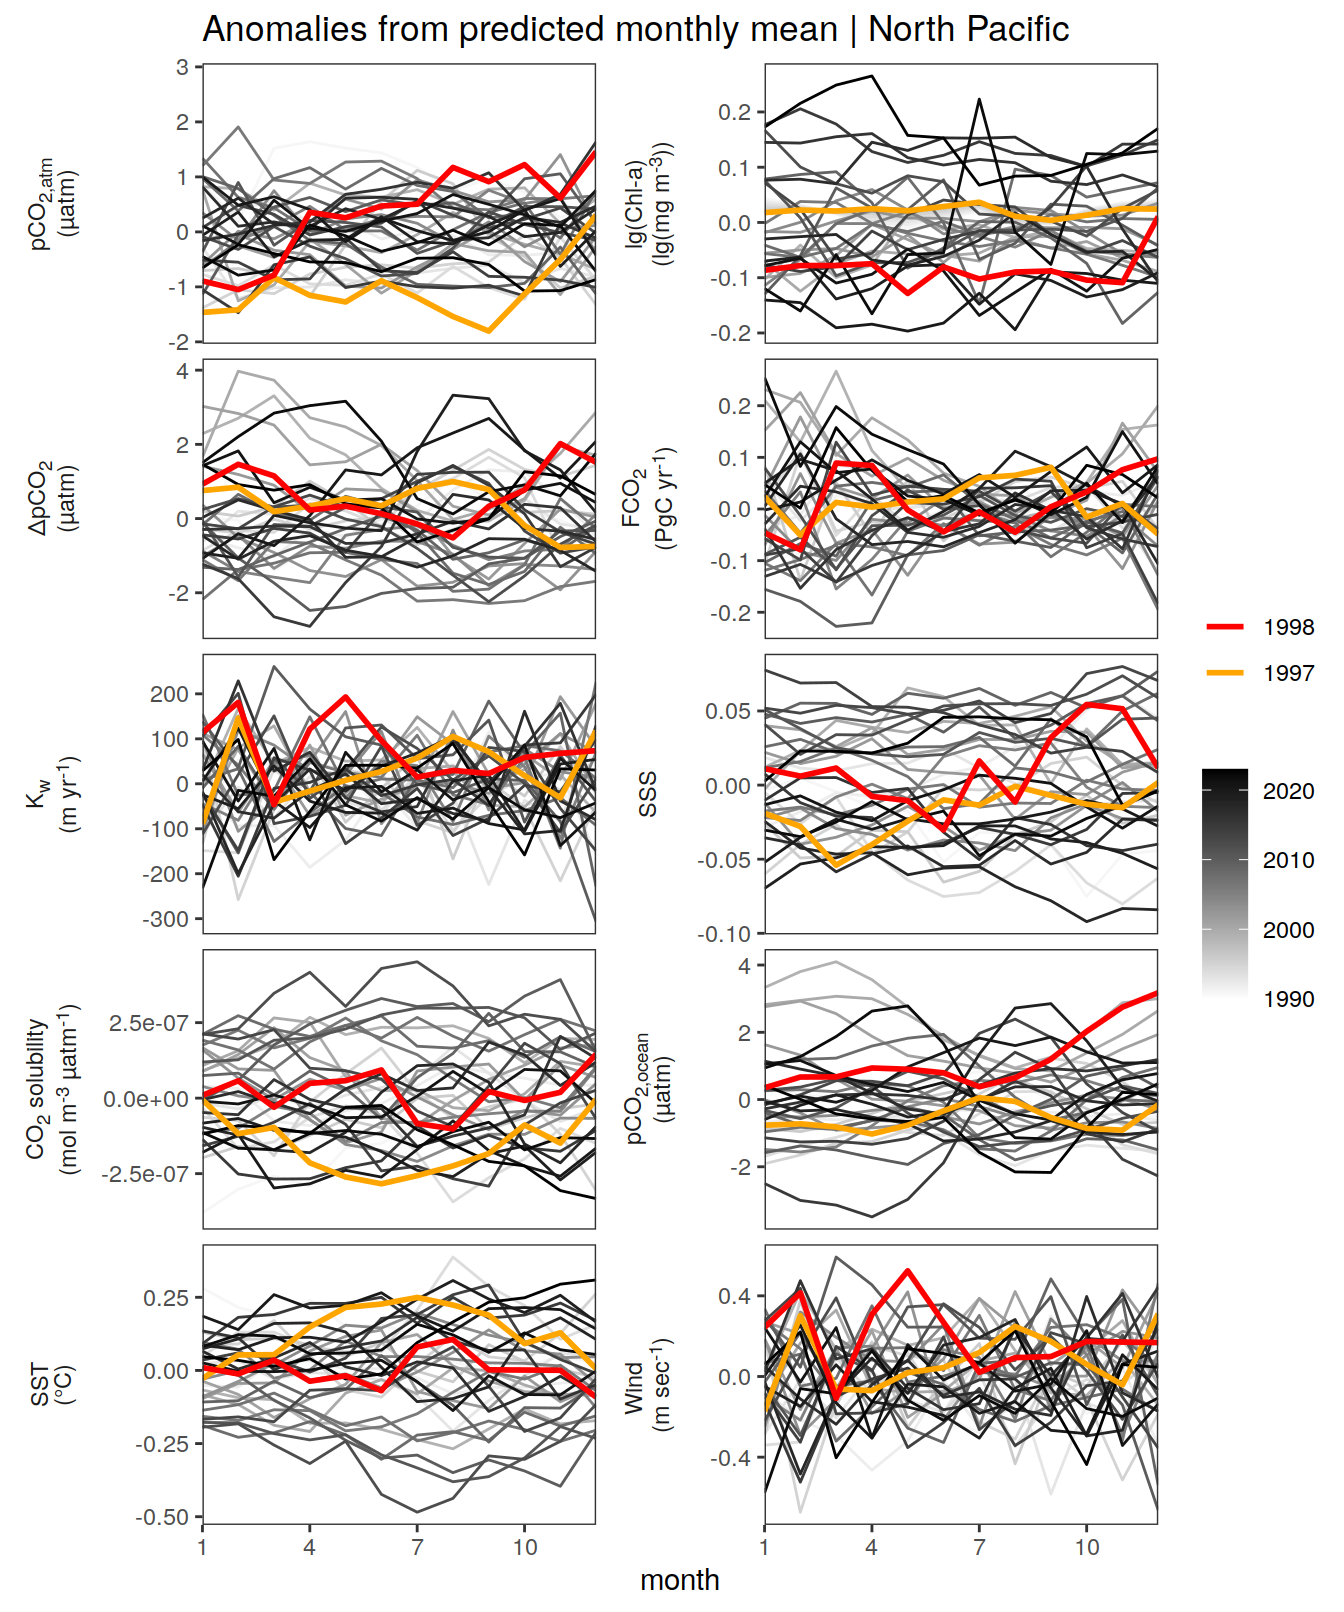 Anomalies from predicted monthly mean | North Pacific
pCO2,atm
(µatm)
3
2
1
0
-1
-2
lg(Chl-a)
(lg(mg m-3))
0.2
0.1
0.0
-0.1
-0.2
ΔpCO2
(µatm)
4
2
0
-2
FCO2
(PgC yr-1)
0.2
0.1
0.0
-0.1
-0.2
Kw
(m yr-1)
200
100
0
-100
-200
-300
SSS
0.05
0.00
-0.05
-0.10
CO2 solubility
(mol m-3 µatm-1)
2.5e-07
0.0e+00
-2.5e-07
pCO2,ocean
(µatm)
4
2
0
-2
SST
(°C)
0.25
0.00
-0.25
-0.50
1 4 7 10
Wind
(m sec-1)
0.4
0.0
-0.4
1 4 7 10
month
1998
1997
2020
2010
2000
1990